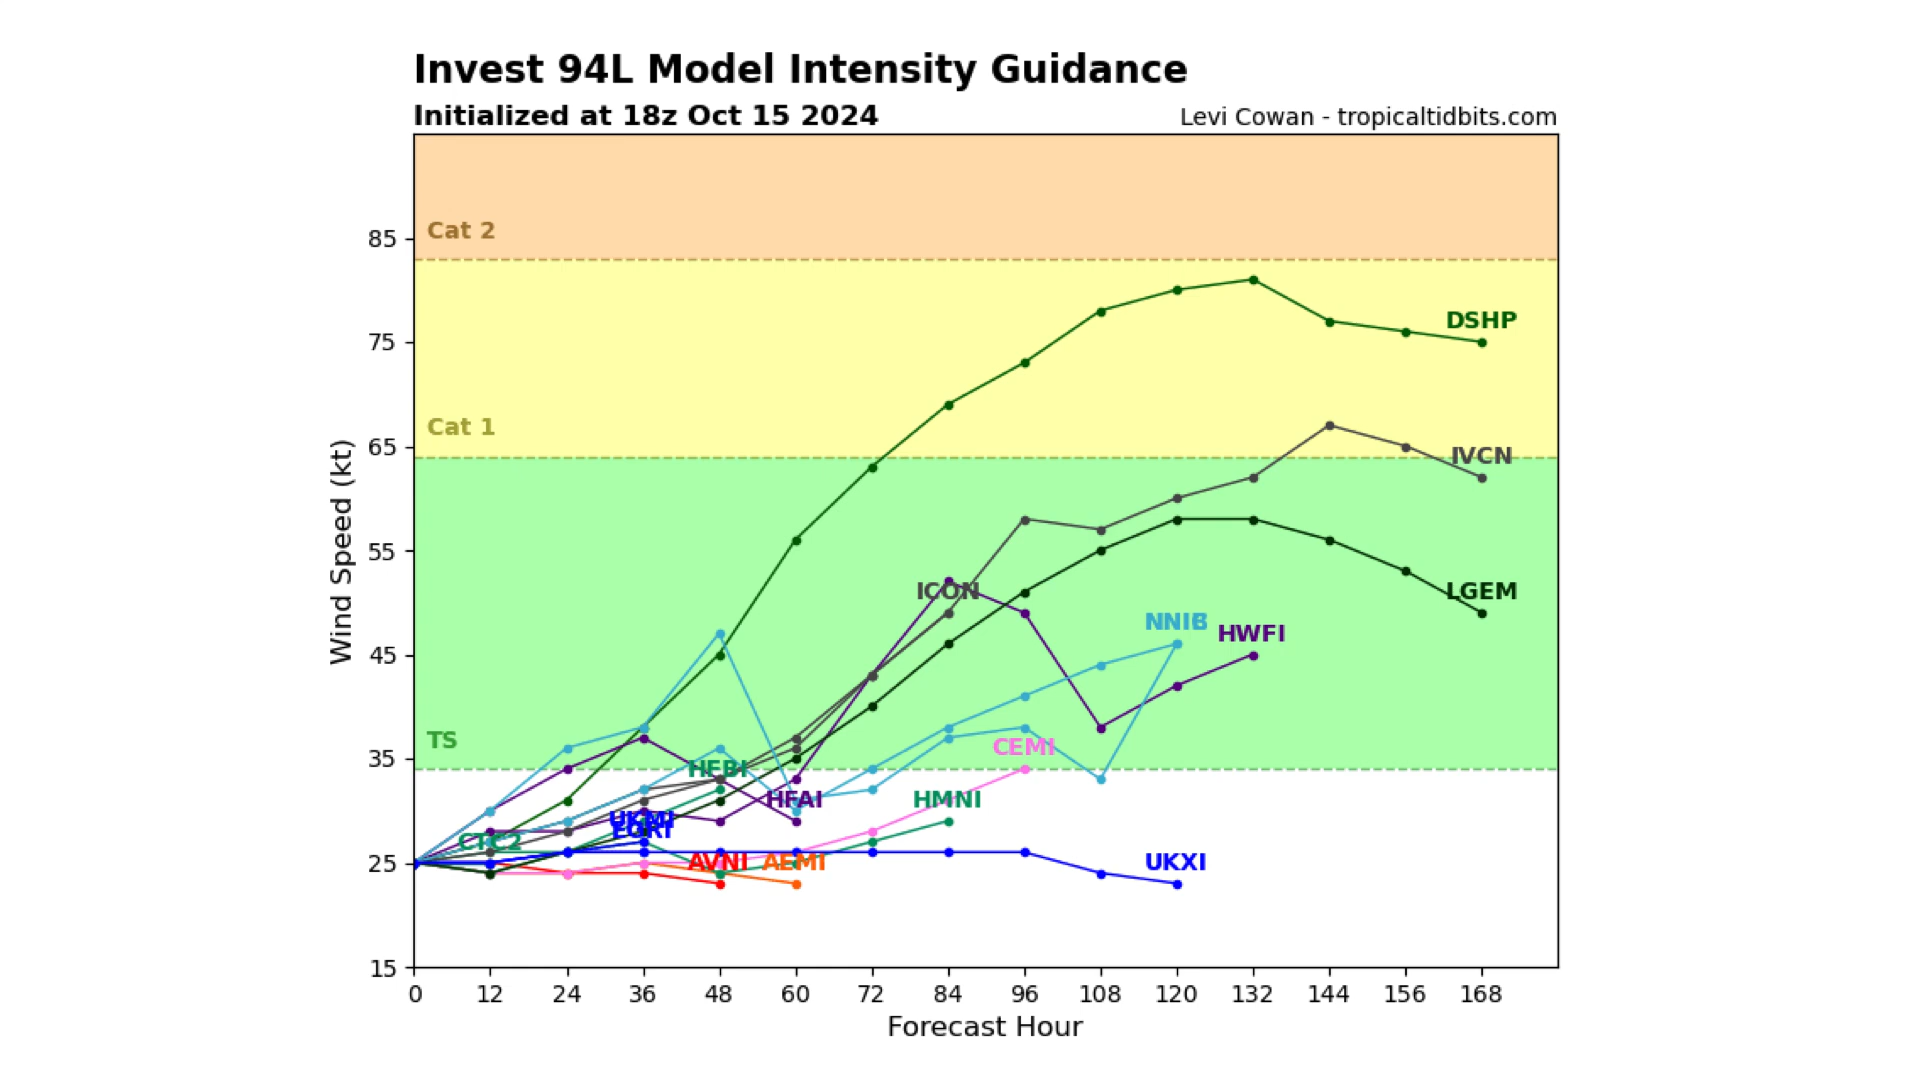 Invest 94L Model Intensity Guidance
Initialized at 18z Oct 15 2024
Levi Cowan - tropicaltidbits.com
Cat 2
85
DSHP
75
Cat 1
65
IVCN
Wind Speed (kt)
55
ICON
LGEM
NNIB
HWFI
45
TS
CEMI
35
HFBI
HFAI
HMNI
UKMI
CTC2
AVNI
AEMI
UKXI
25
15
0 12 24 36 48 60 72 84 96 108 120 132 144 156 168
Forecast Hour